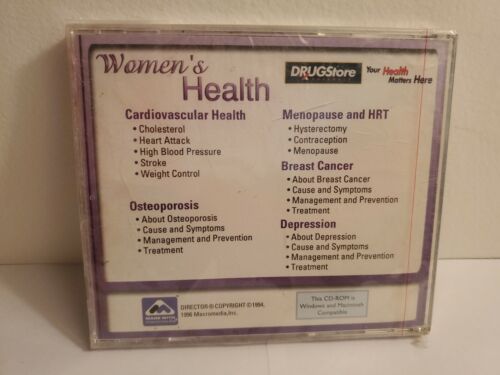 Women's
Health
DRUGStore
Your Health
Matters Here
Cardiovascular Health
• Cholesterol
• Heart Attack
• High Blood Pressure
• Stroke
• Weight Control
Menopause and HRT
• Hysterectomy
• Contraception
• Menopause
Breast Cancer
• About Breast Cancer
• Cause and Symptoms
• Management and Prevention
• Treatment
Osteoporosis
• About Osteoporosis
• Cause and Symptoms
• Management and Prevention
• Treatment
Depression
• About Depression
• Cause and Symptoms
• Management and Prevention
• Treatment
MADE WITH
MACROMEDIA
DIRECTOR ® COPYRIGHT ©1994,
1996 Macromedia, Inc.
This CD-ROM is
Windows and Macintosh
Compatible